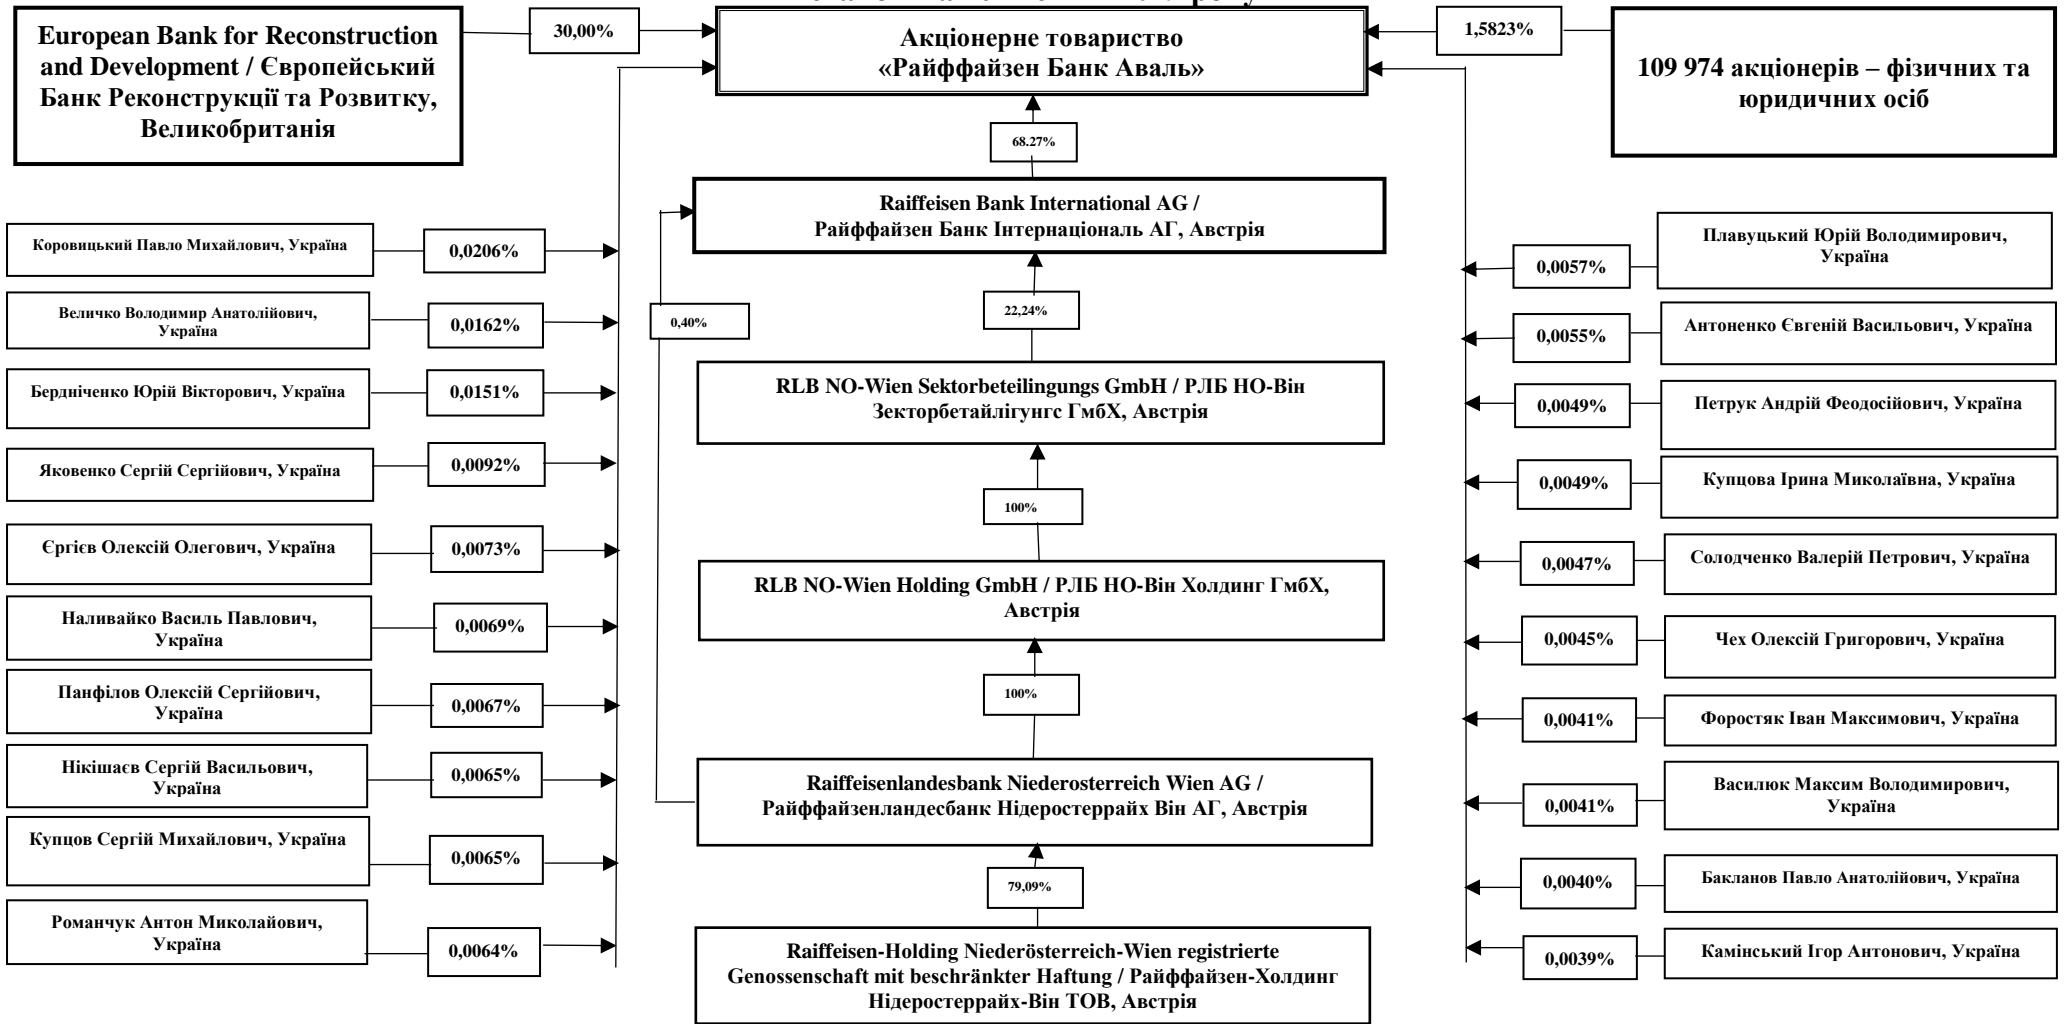 European Bank for Reconstruction
and Development / Європейський
Банк Реконструкції та Розвитку,
Великобританія
30,00%
Акціонерне товариство
«Райффайзен Банк Аваль»
1,5823%
109 974 акціонерів – фізичних та
юридичних осіб
68.27%
Raiffeisen Bank International AG /
Райффайзен Банк Інтернаціональ АГ, Австрія
0,40%
22,24%
RLB NO-Wien Sektorbeteilingungs GmbH / РЛБ НО-Він
Зекторбетайлігунгс ГмбХ, Австрія
100%
RLB NO-Wien Holding GmbH / РЛБ НО-Він Холдинг ГмбХ,
Австрія
100%
Raiffeisenlandesbank Niederosterreich Wien AG /
Райффайзенландесбанк Нідеростеррайх Він АГ, Австрія
79,09%
Raiffeisen-Holding Niederösterreich-Wien registrierte
Genossenschaft mit beschränkter Haftung / Райффайзен-Холдинг
Нідеростеррайх-Він ТОВ, Австрія
Коровицький Павло Михайлович, Україна
0,0206%
Величко Володимир Анатолійович,
Україна
0,0162%
Бердніченко Юрій Вікторович, Україна
0,0151%
Яковенко Сергій Сергійович, Україна
0,0092%
Єргієв Олексій Олегович, Україна
0,0073%
Наливайко Василь Павлович,
Україна
0,0069%
Панфілов Олексій Сергійович,
Україна
0,0067%
Нікішаєв Сергій Васильович,
Україна
0,0065%
Купцов Сергій Михайлович, Україна
0,0065%
Романчук Антон Миколайович,
Україна
0,0064%
0,0057%
Плавуцький Юрій Володимирович,
Україна
0,0055%
Антоненко Євгеній Васильович, Україна
0,0049%
Петрук Андрій Феодосійович, Україна
0,0049%
Купцова Ірина Миколаївна, Україна
0,0047%
Солодченко Валерій Петрович, Україна
0,0045%
Чех Олексій Григорович, Україна
0,0041%
Форостяк Іван Максимович, Україна
0,0041%
Василюк Максим Володимирович,
Україна
0,0040%
Бакланов Павло Анатолійович, Україна
0,0039%
Камінський Ігор Антонович, Україна